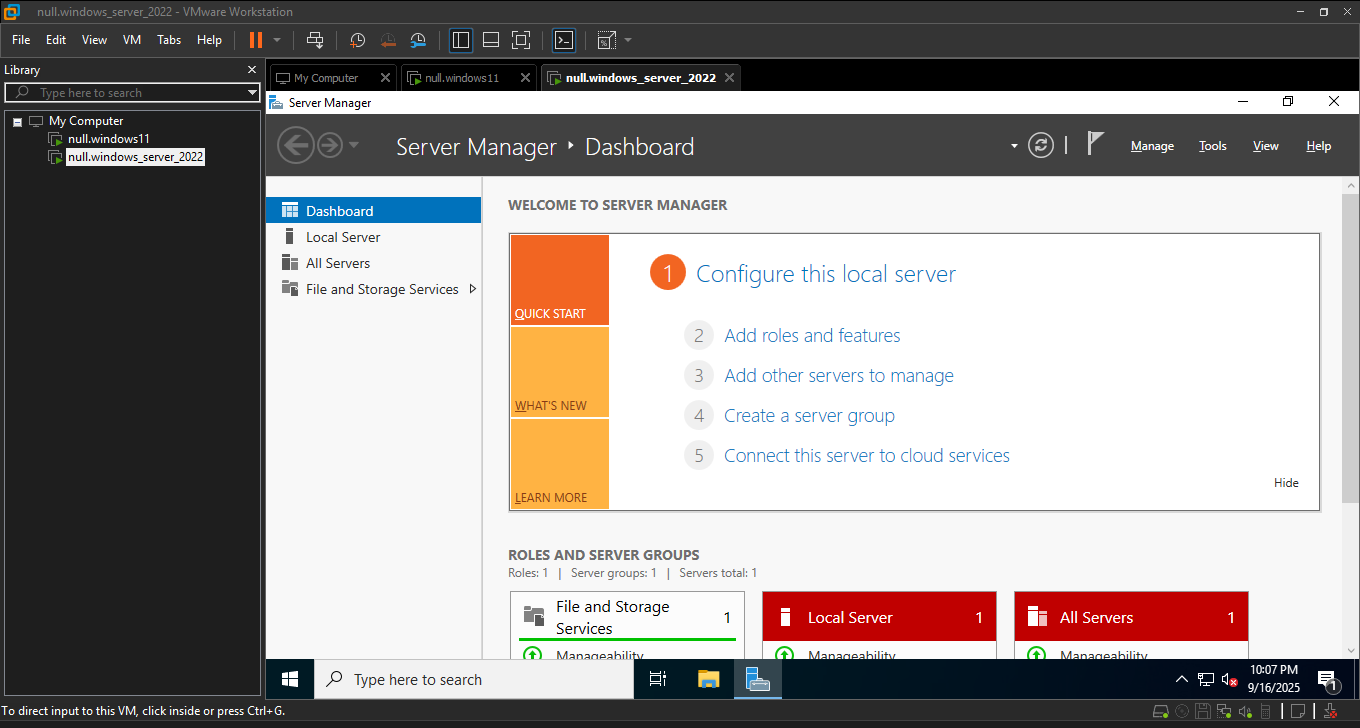 null.windows_server_2022 - VMware Workstation
File Edit View VM Tabs Help
Library
My Computer null.windows11 null.windows_server_2022
Type here to search
My Computer
null.windows11
null.windows_server_2022
Server Manager
Server Manager Dashboard
Manage Tools View Help
Dashboard
Local Server
All Servers
File and Storage Services
WELCOME TO SERVER MANAGER
QUICK START
WHAT'S NEW
LEARN MORE
1 Configure this local server
2 Add roles and features
3 Add other servers to manage
4 Create a server group
5 Connect this server to cloud services
Hide
ROLES AND SERVER GROUPS
Roles: 1 | Server groups: 1 | Servers total: 1
File and Storage
Services
1
Manageability
Local Server 1
Manageability
All Servers 1
Manageability
Type here to search
10:07 PM
9/16/2025
1
To direct input to this VM, click inside or press Ctrl+G.